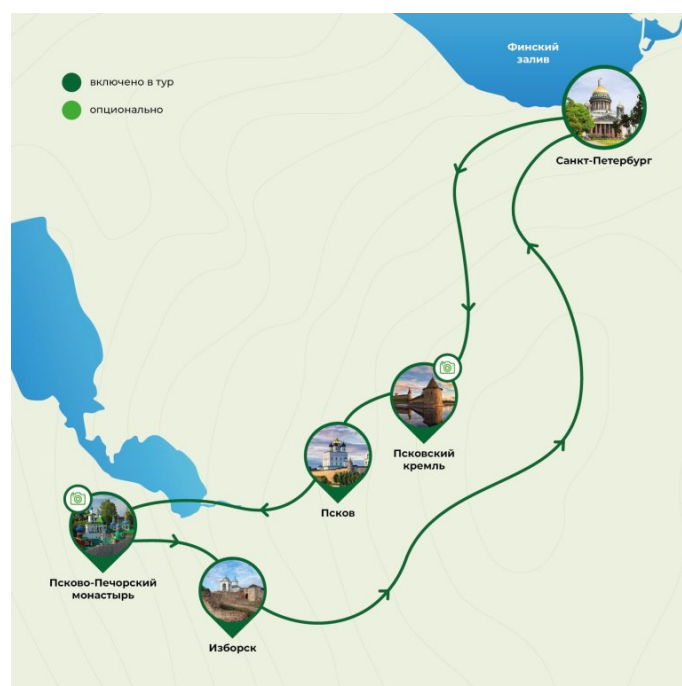 Финский
залив
включено в тур
опционально
Санкт-Петербург
Псковский
кремль
Псков
Псково-Печорский
монастырь
Изборск